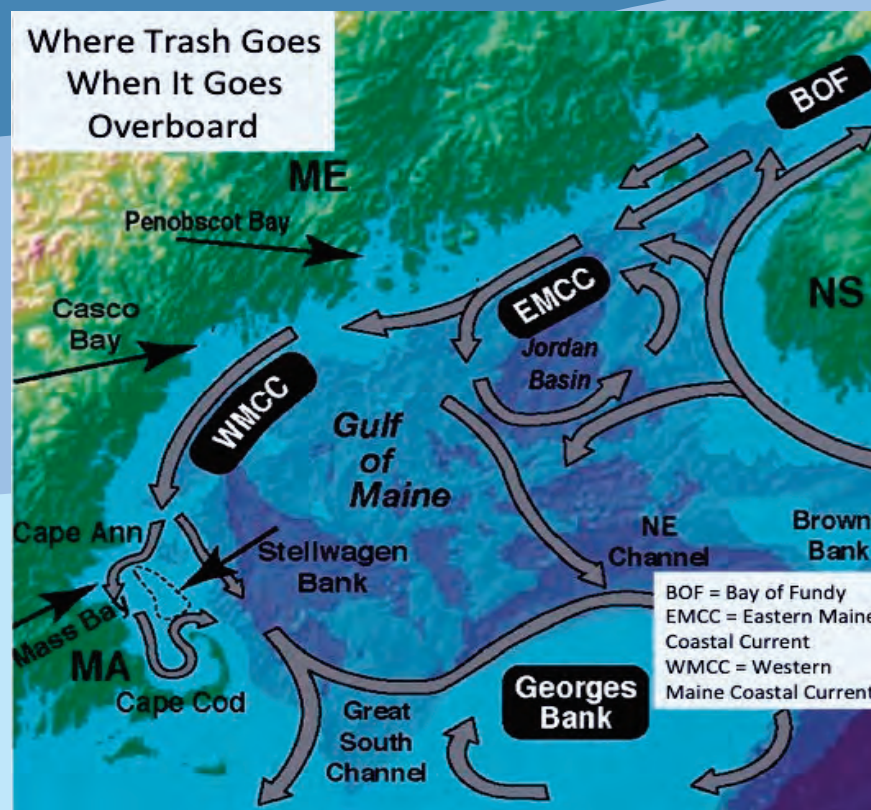 Where Trash Goes
When It Goes
Overboard
BOF
ME
Penobscot Bay
NS
EMCC
Casco
Bay
Jordan
Basin
WMCC
Gulf
of
Maine
Cape Ann
Stellwagen
Bank
NE
Channel
Brown
Bank
Mass Bay
MA
Cape Cod
BOF = Bay of Fundy
EMCC = Eastern Maine
Coastal Current
WMCC = Western
Maine Coastal Current
Georges
Bank
Great
South
Channel